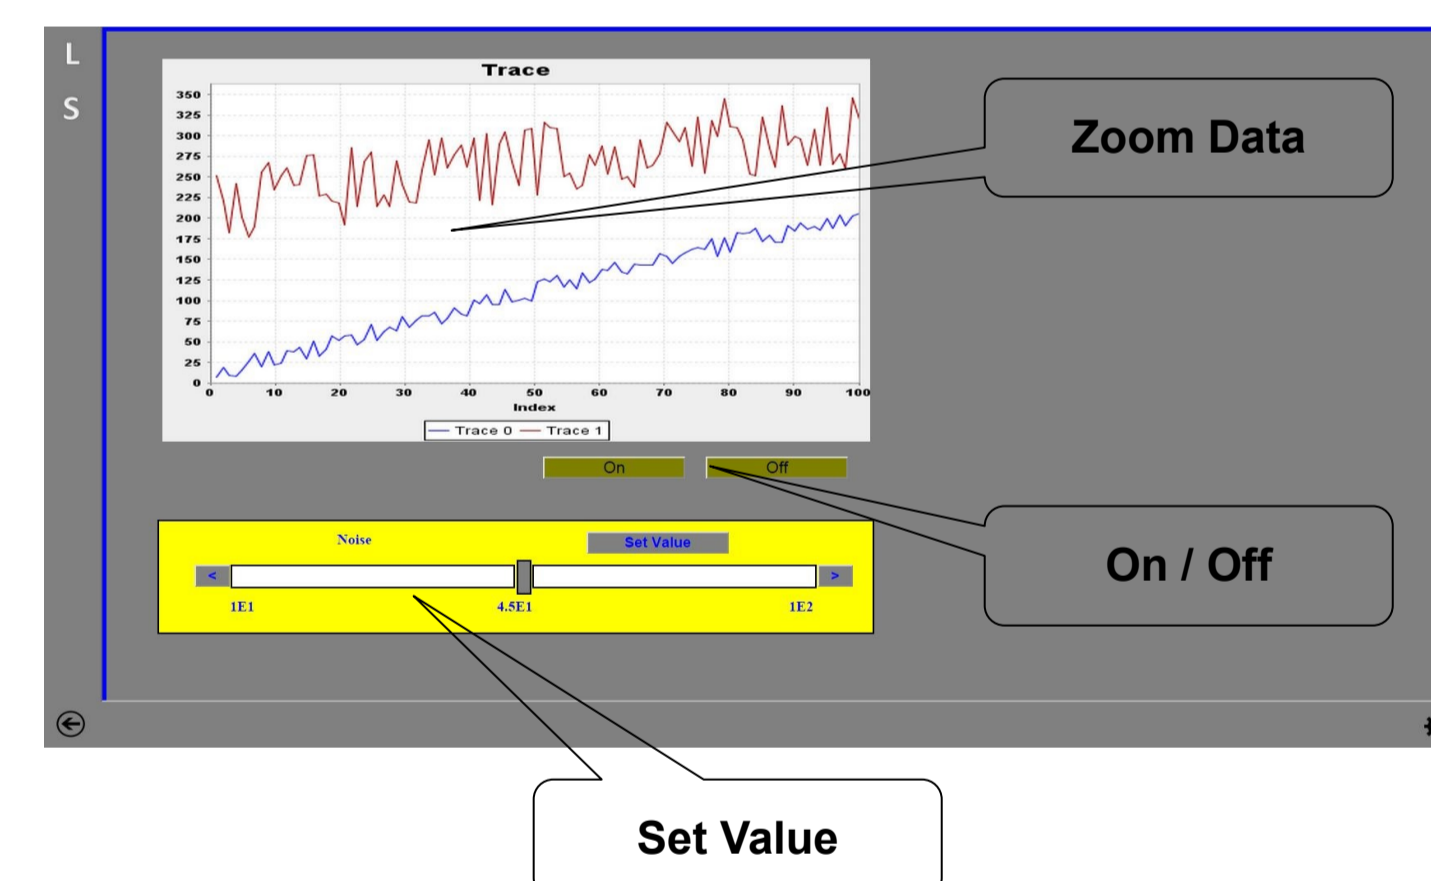 L
S
Trace
350
325
300
275
250
225
200
175
150
125
100
75
50
25
0
0 10 20 30 40 50 60 70 80 90 100
Index
Trace 0 Trace 1
On Off
Noise Set Value
< >
1E1 4.5E1 1E2
Zoom Data
On / Off
Set Value